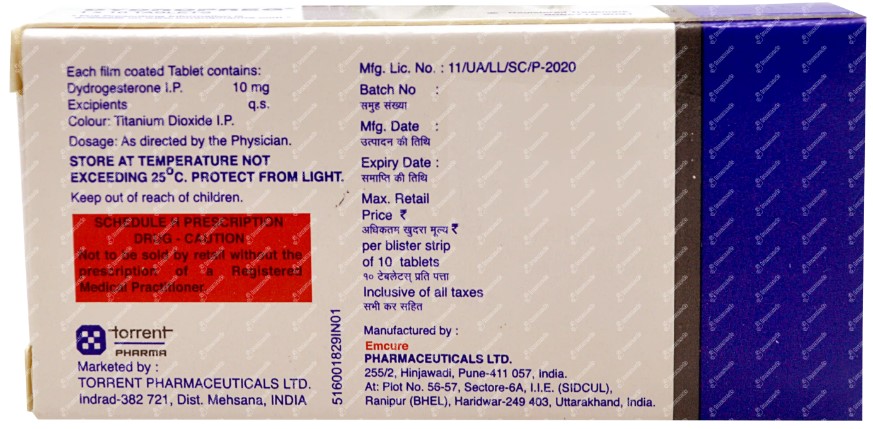 Each film coated Tablet contains:
Dydrogesterone I.P. 10 mg
Excipients q.s.
Colour: Titanium Dioxide I.P.
Dosage: As directed by the Physician.
STORE AT TEMPERATURE NOT
EXCEEDING 25°C. PROTECT FROM LIGHT.
Keep out of reach of children.
SCHEDULE H PRESCRIPTION
DRUG - CAUTION
Not to be sold by retail without the
prescription of a Registered
Medical Practitioner.
torrent
PHARMA
Marketed by :
TORRENT PHARMACEUTICALS LTD.
Indrad-382 721, Dist. Mehsana, INDIA
516001829IN01
Mfg. Lic. No. : 11/UA/LL/SC/P-2020
Batch No :
समुह संख्या
Mfg. Date :
उत्पादन की तिथि
Expiry Date :
समाप्ति की तिथि
Max. Retail
Price ₹
अधिकतम खुदरा मूल्य ₹
per blister strip
of 10 tablets
१० टेबलेटस् प्रति पत्ता
Inclusive of all taxes
सभी कर सहित
Manufactured by :
Emcure
PHARMACEUTICALS LTD.
255/2, Hinjawadi, Pune-411 057, India.
At: Plot No. 56-57, Sectore-6A, I.I.E. (SIDCUL),
Ranipur (BHEL), Haridwar-249 403, Uttarakhand, India.